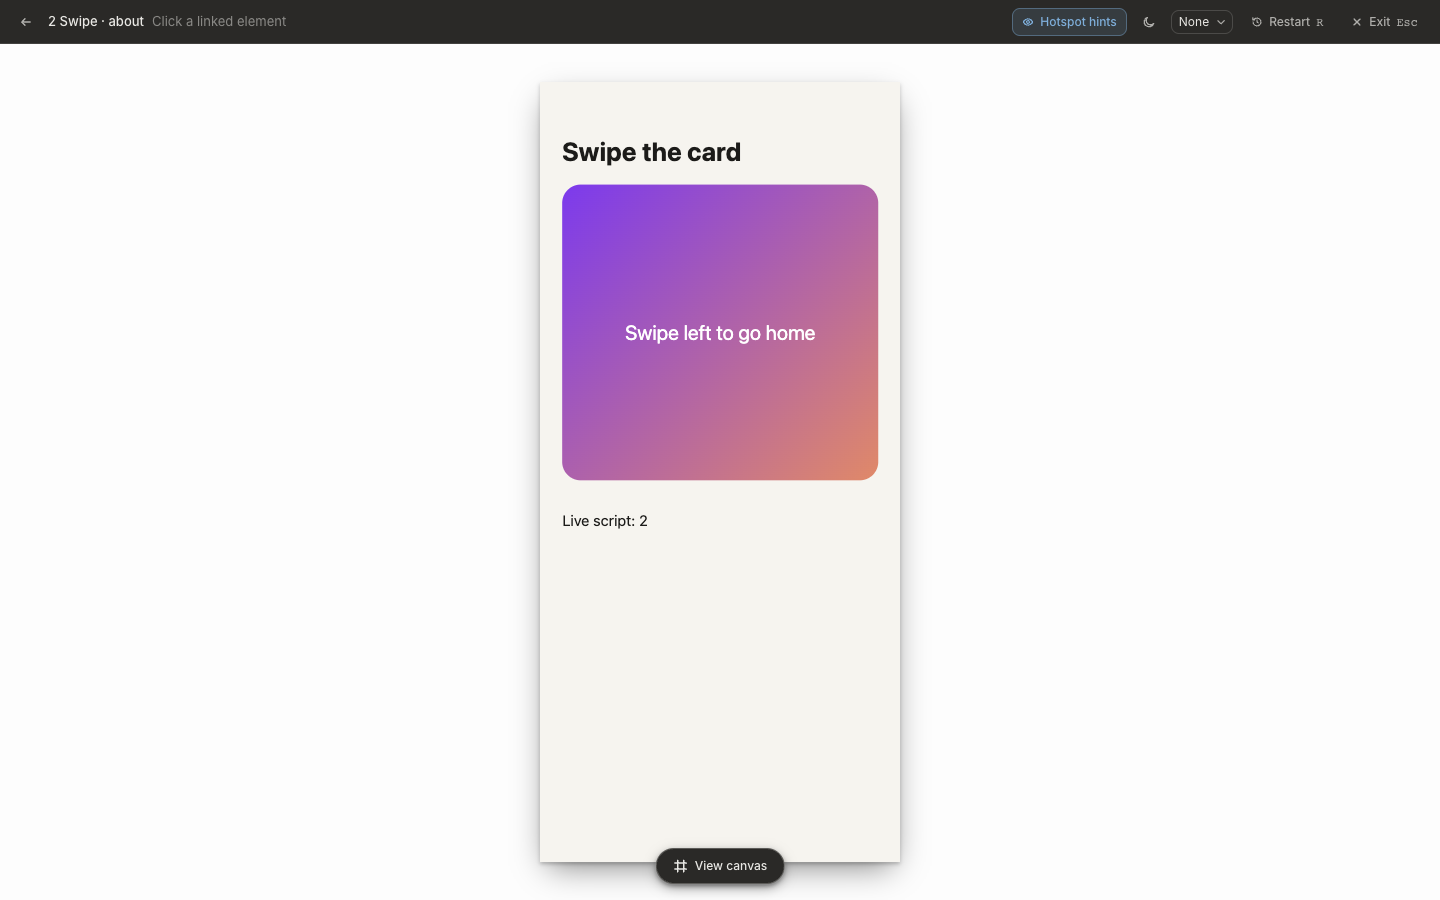 2 Swipe · about Click a linked element
Hotspot hints
None
Restart R
Exit Esc
Swipe the card
Swipe left to go home
Live script: 2
View canvas